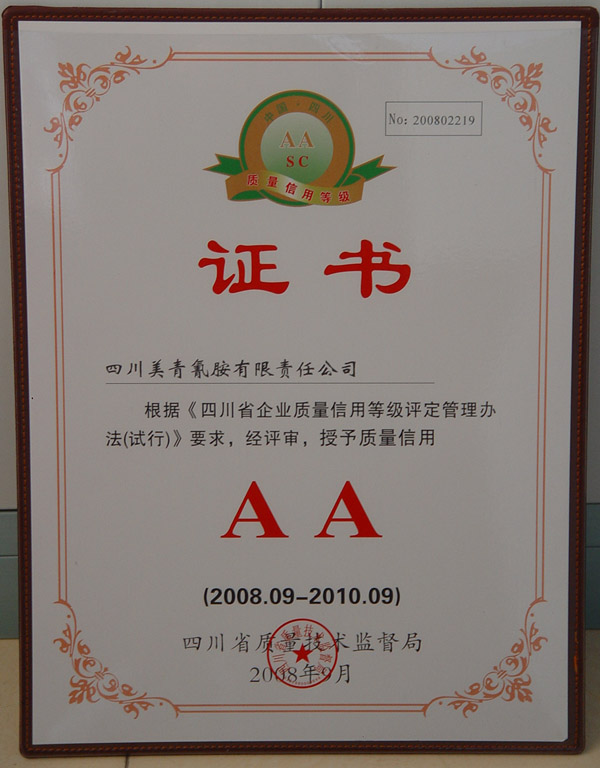 中国·四川
AA
SC
质量信用等级
No: 200802219
证书
四川美青氰胺有限责任公司
根据《四川省企业质量信用等级评定管理办
法(试行)》要求，经评审，授予质量信用
AA
(2008.09-2010.09)
四川省质量技术监督局
2008年9月